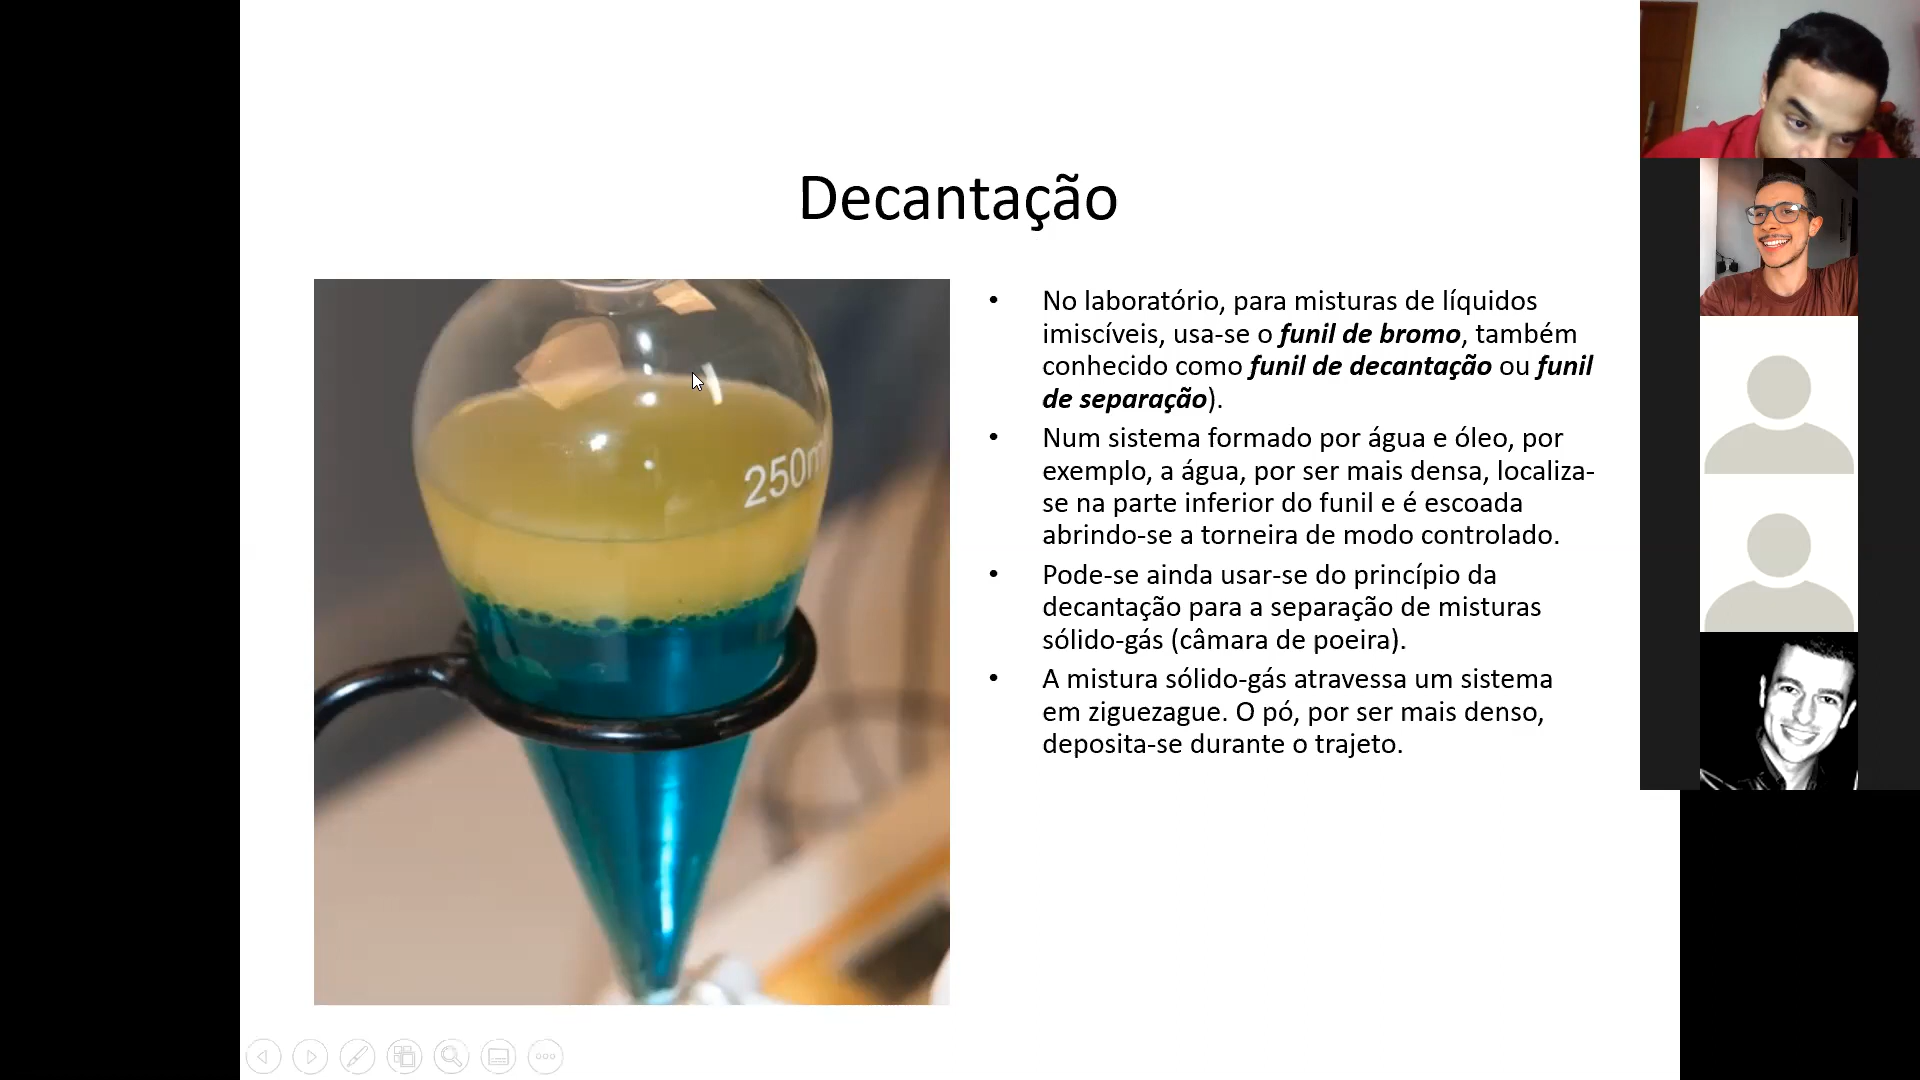 Decantação
250m
• No laboratório, para misturas de líquidos
imiscíveis, usa-se o funil de bromo, também
conhecido como funil de decantação ou funil
de separação).
• Num sistema formado por água e óleo, por
exemplo, a água, por ser mais densa, localiza-
se na parte inferior do funil e é escoada
abrindo-se a torneira de modo controlado.
• Pode-se ainda usar-se do princípio da
decantação para a separação de misturas
sólido-gás (câmara de poeira).
• A mistura sólido-gás atravessa um sistema
em ziguezague. O pó, por ser mais denso,
deposita-se durante o trajeto.